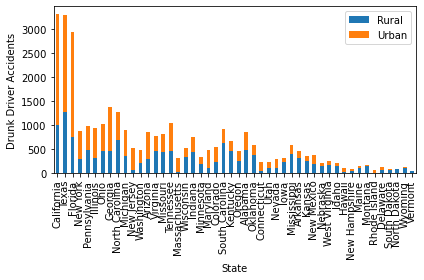 Rural
Urban
Drunk Driver Accidents
3000
2500
2000
1500
1000
500
0
California
Texas
Florida
New York
Pennsylvania
Illinois
Ohio
Georgia
North Carolina
Michigan
New Jersey
Washington
Arizona
Virginia
Missouri
Tennessee
Massachusetts
Wisconsin
Indiana
Minnesota
Maryland
Colorado
South Carolina
Kentucky
Oregon
Alabama
Oklahoma
Connecticut
Utah
Nevada
Iowa
Mississippi
Arkansas
Kansas
New Mexico
Nebraska
West Virginia
Idaho
Hawaii
New Hampshire
Maine
Montana
Rhode Island
Delaware
South Dakota
North Dakota
Wyoming
Vermont
State